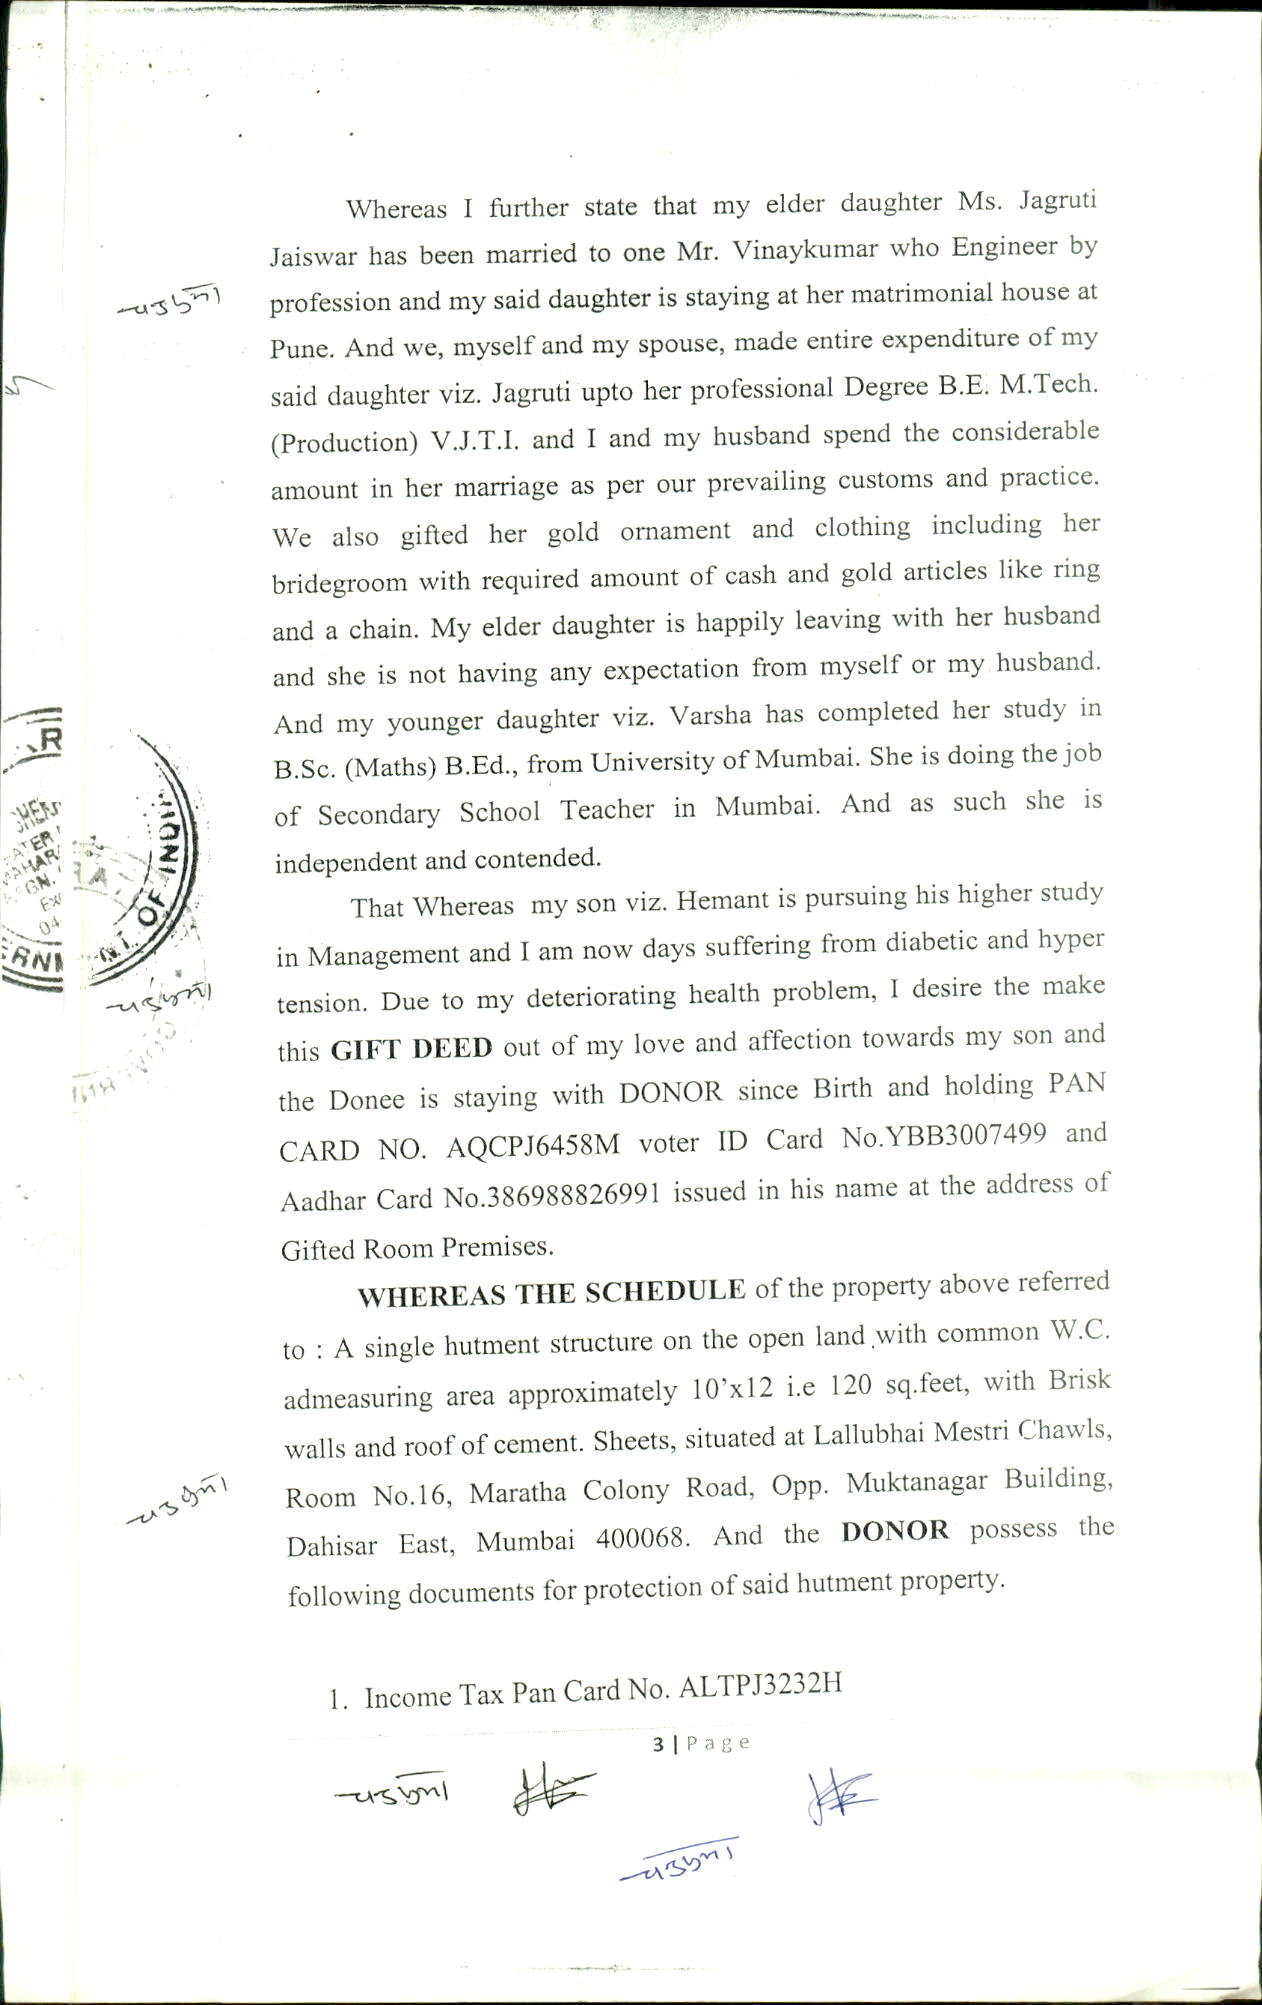 Whereas I further state that my elder daughter Ms. Jagruti
Jaiswar has been married to one Mr. Vinaykumar who Engineer by
profession and my said daughter is staying at her matrimonial house at
Pune. And we, myself and my spouse, made entire expenditure of my
said daughter viz. Jagruti upto her professional Degree B.E. M.Tech.
(Production) V.J.T.I. and I and my husband spend the considerable
amount in her marriage as per our prevailing customs and practice.
We also gifted her gold ornament and clothing including her
bridegroom with required amount of cash and gold articles like ring
and a chain. My elder daughter is happily leaving with her husband
and she is not having any expectation from myself or my husband.
And my younger daughter viz. Varsha has completed her study in
B.Sc. (Maths) B.Ed., from University of Mumbai. She is doing the job
of Secondary School Teacher in Mumbai. And as such she is
independent and contended.
That Whereas my son viz. Hemant is pursuing his higher study
in Management and I am now days suffering from diabetic and hyper
tension. Due to my deteriorating health problem, I desire the make
this GIFT DEED out of my love and affection towards my son and
the Donee is staying with DONOR since Birth and holding PAN
CARD NO. AQCPJ6458M voter ID Card No.YBB3007499 and
Aadhar Card No.386988826991 issued in his name at the address of
Gifted Room Premises.
WHEREAS THE SCHEDULE of the property above referred
to : A single hutment structure on the open land with common W.C.
admeasuring area approximately 10'x12 i.e 120 sq.feet, with Brisk
walls and roof of cement. Sheets, situated at Lallubhai Mestri Chawls,
Room No.16, Maratha Colony Road, Opp. Muktanagar Building,
Dahisar East, Mumbai 400068. And the DONOR possess the
following documents for protection of said hutment property.
1. Income Tax Pan Card No. ALTPJ3232H
3 | Page
OF INDIA